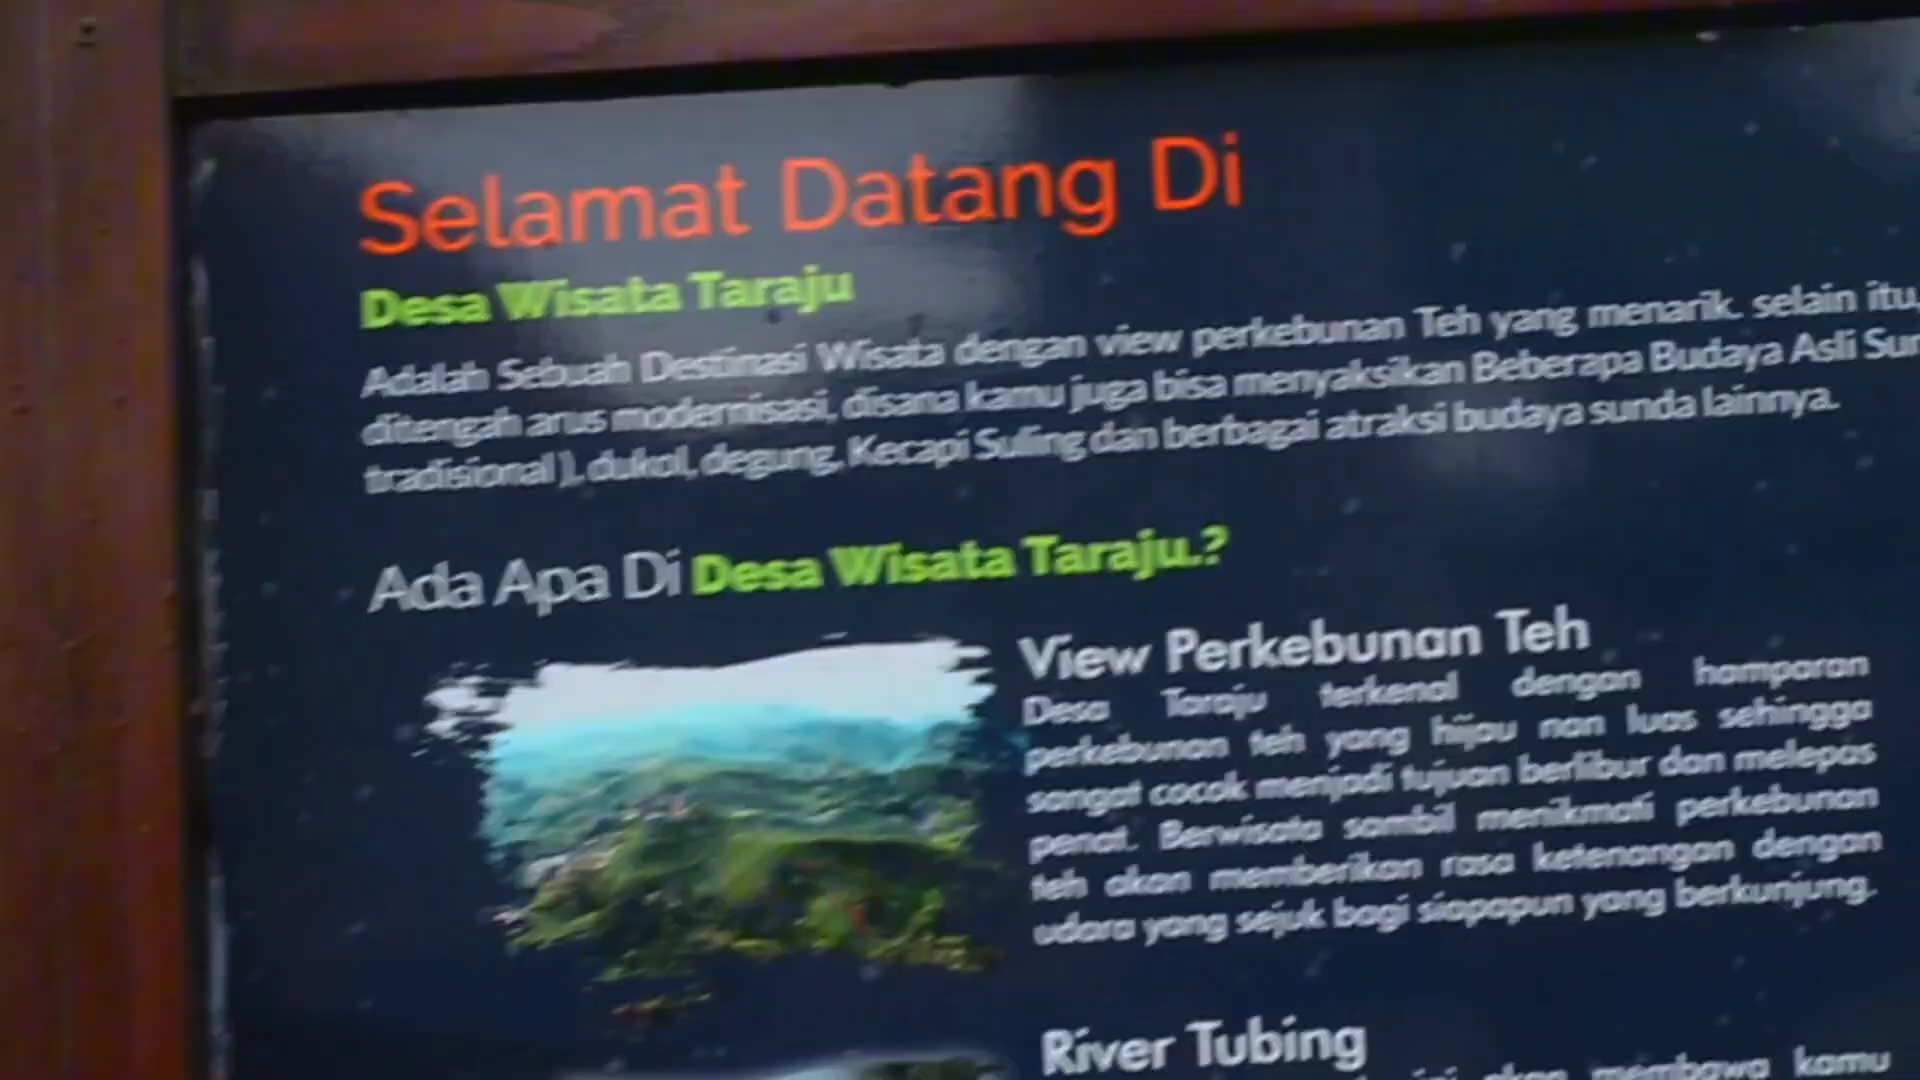 Selamat Datang Di
Desa Wisata Taraju
Adalah Sebuah Destinasi Wisata dengan view perkebunan Teh yang menarik. selain itu,
ditengah arus modernisasi, disana kamu juga bisa menyaksikan Beberapa Budaya Asli
tradisional ), dukol, degung, Kecapi Suling dan berbagai atraksi budaya sunda lainnya.
Ada Apa Di Desa Wisata Taraju.?
View Perkebunan Teh
Desa Taraju terkenal dengan hamparan
perkebunan teh yang hijau nan luas sehingga
sangat cocok menjadi tujuan berlibur dan melepas
penat. Berwisata sambil menikmati perkebunan
teh akan memberikan rasa ketenangan dengan
udara yang sejuk bagi siapapun yang berkunjung.
River Tubing
akan membawa kamu